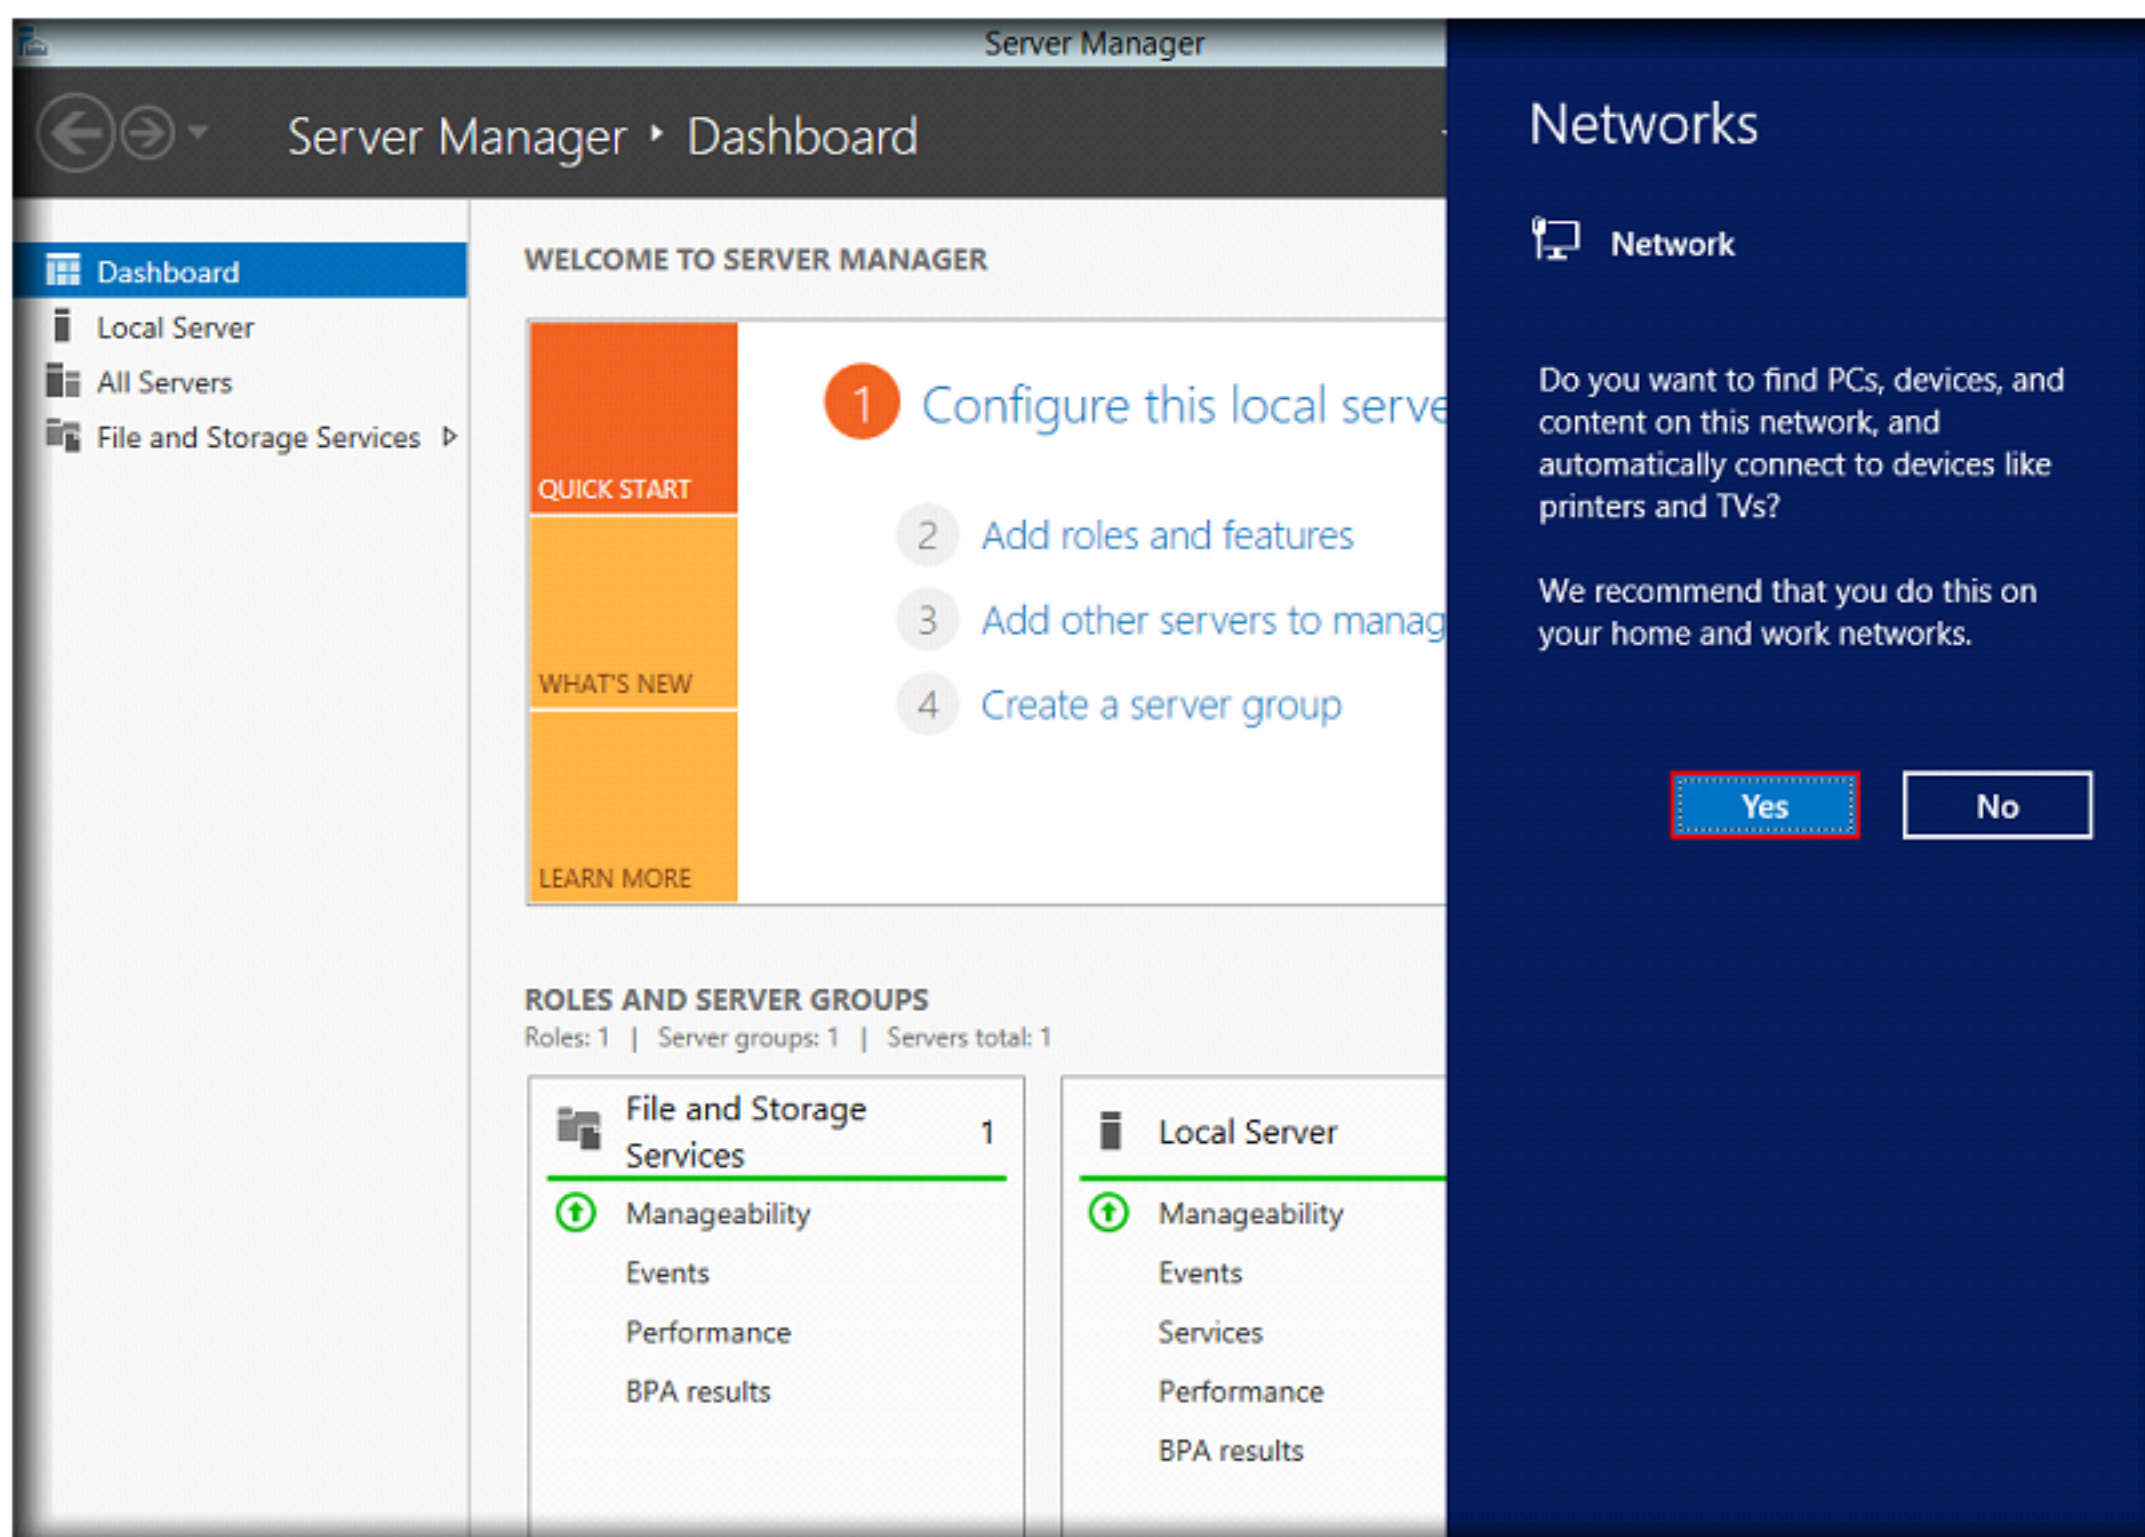 Server Manager
Server Manager ‣ Dashboard
Dashboard
Local Server
All Servers
File and Storage Services
WELCOME TO SERVER MANAGER
QUICK START
WHAT'S NEW
LEARN MORE
1 Configure this local serve
2 Add roles and features
3 Add other servers to manag
4 Create a server group
ROLES AND SERVER GROUPS
Roles: 1 | Server groups: 1 | Servers total: 1
File and Storage
Services
1
Manageability
Events
Performance
BPA results
Local Server
Manageability
Events
Services
Performance
BPA results
Networks
Network
Do you want to find PCs, devices, and
content on this network, and
automatically connect to devices like
printers and TVs?
We recommend that you do this on
your home and work networks.
Yes
No